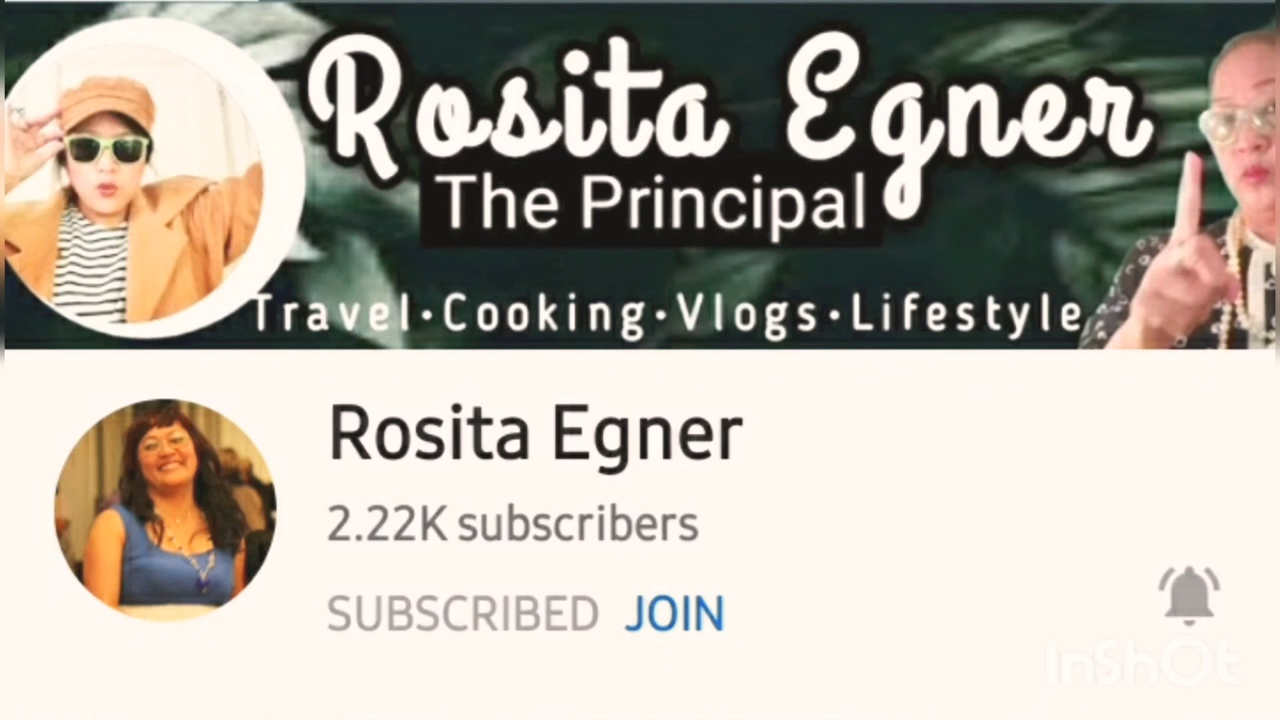 Rosita Egner
The Principal
Travel•Cooking•Vlogs•Lifestyle
Rosita Egner
2.22K subscribers
SUBSCRIBED JOIN
InShOt